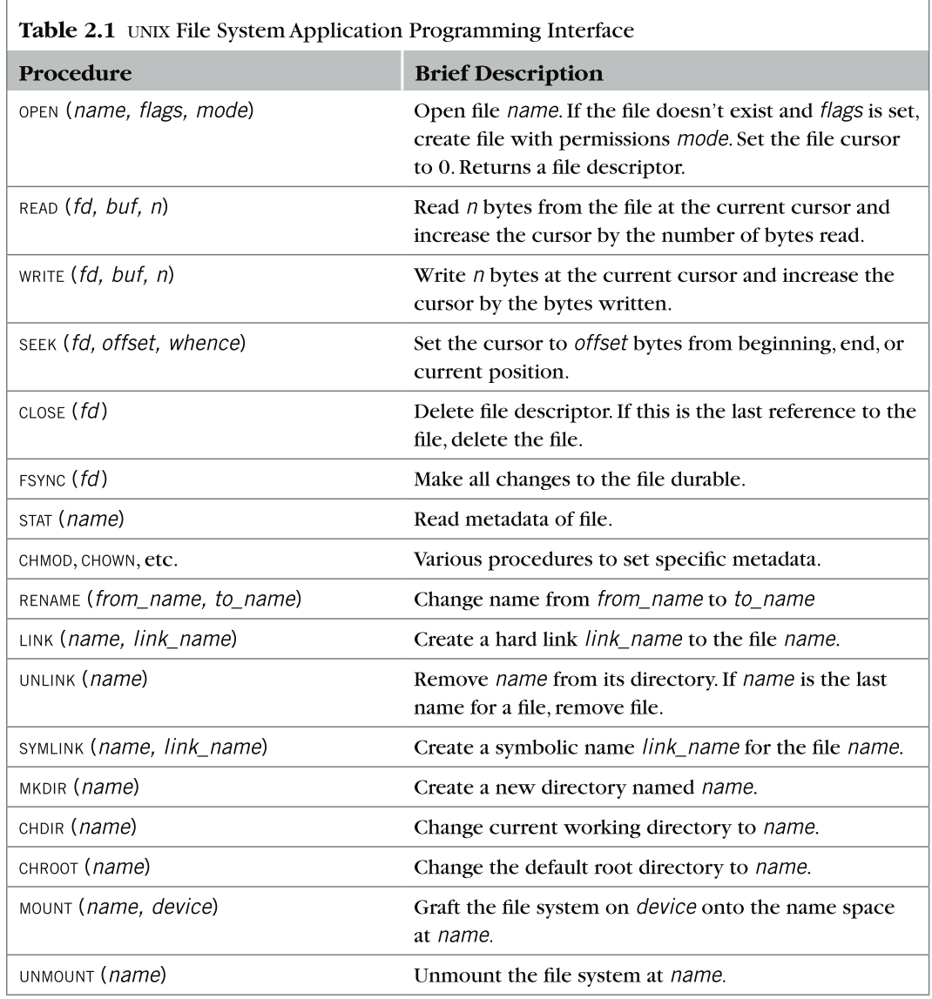 Table 2.1 UNIX File System Application Programming Interface
Procedure Brief Description
OPEN (name, flags, mode) Open file name. If the file doesn't exist and flags is set,
create file with permissions mode. Set the file cursor
to 0. Returns a file descriptor.
READ (fd, buf, n) Read n bytes from the file at the current cursor and
increase the cursor by the number of bytes read.
WRITE (fd, buf, n) Write n bytes at the current cursor and increase the
cursor by the bytes written.
SEEK (fd, offset, whence) Set the cursor to offset bytes from beginning, end, or
current position.
CLOSE (fd) Delete file descriptor. If this is the last reference to the
file, delete the file.
FSYNC (fd) Make all changes to the file durable.
STAT (name) Read metadata of file.
CHMOD, CHOWN, etc. Various procedures to set specific metadata.
RENAME (from_name, to_name) Change name from from_name to to_name
LINK (name, link_name) Create a hard link link_name to the file name.
UNLINK (name) Remove name from its directory. If name is the last
name for a file, remove file.
SYMLINK (name, link_name) Create a symbolic name link_name for the file name.
MKDIR (name) Create a new directory named name.
CHDIR (name) Change current working directory to name.
CHROOT (name) Change the default root directory to name.
MOUNT (name, device) Graft the file system on device onto the name space
at name.
UNMOUNT (name) Unmount the file system at name.